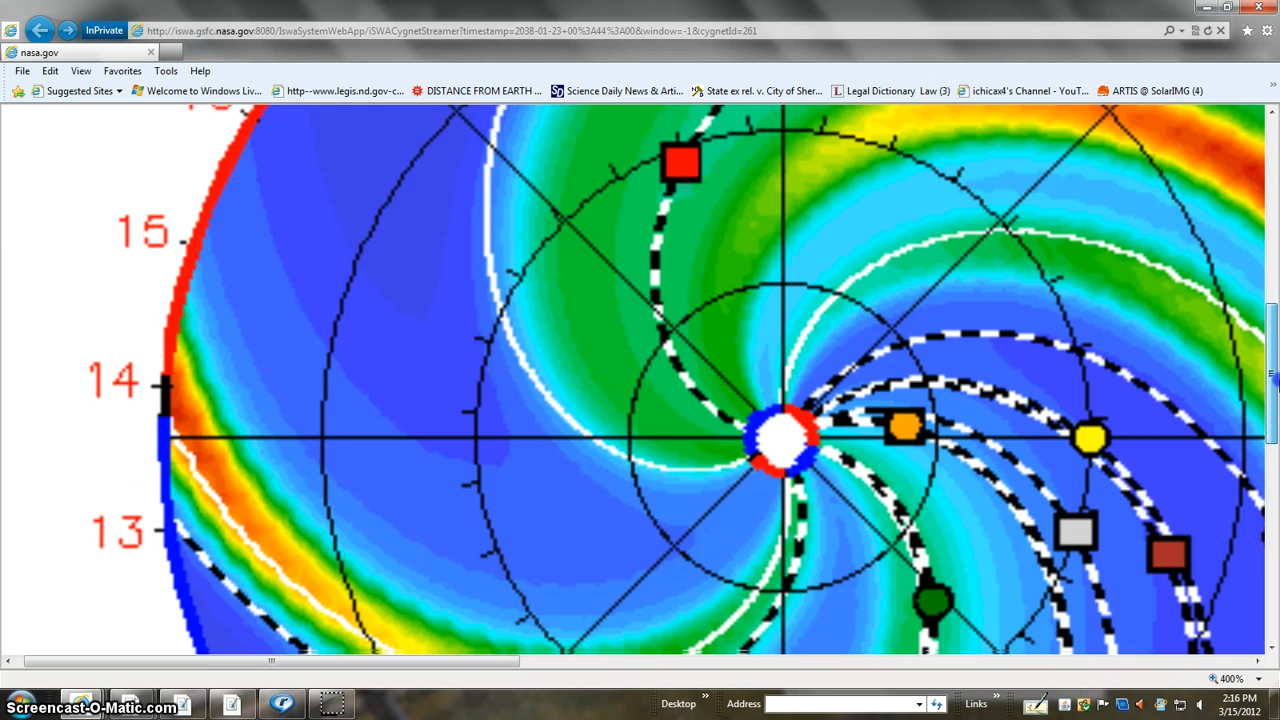 InPrivate
http://iswa.gsfc.nasa.gov:8080/IswaSystemWebApp/iSWACygnetStreamer?timestamp=2038-01-23+00%3A44%3A00&window=-1&cygnetId=261
nasa.gov
File Edit View Favorites Tools Help
Suggested Sites Welcome to Windows Liv... http--www.legis.nd.gov-c... DISTANCE FROM EARTH ... Science Daily News & Arti... State ex rel. v. City of Sher... Legal Dictionary Law (3) ichicax4's Channel - YouT... ARTIS @ SolarIMG (4)
15
14
13
400%
Desktop Address Links
2:16 PM
3/15/2012
Screencast-O-Matic.com